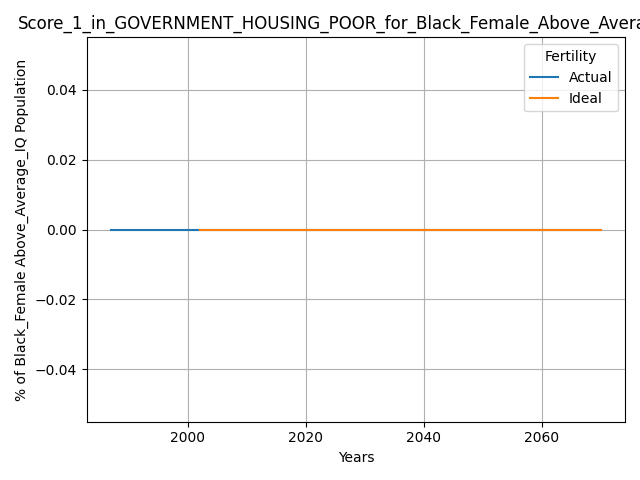 Score_1_in_GOVERNMENT_HOUSING_POOR_for_Black_Female_Above_Avera
Fertility
Actual
Ideal
% of Black_Female Above_Average_IQ Population
0.04
0.02
0.00
−0.02
−0.04
2000
2020
2040
2060
Years